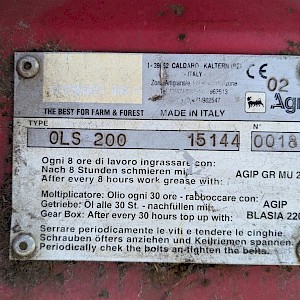 I - 39052 CALDARO - KALTERN (BZ)
- ITALY -
CE
02
Agi
THE BEST FOR FARM & FOREST
MADE IN ITALY
TYPE
N°
OLS 200
15144
0018
Ogni 8 ore di lavoro ingrassare con:
Nach 8 Stunden schmieren mit:
After every 8 hours work grease with:
AGIP GR MU 2
Moltiplicatore: Olio ogni 30 ore - rabboccare con:
Getriebe: Öl alle 30 St. - nachfüllen mit:
Gear Box: After every 30 hours top up with:
AGIP
BLASIA 220
Serrare periodicamente le viti e tendere le cinghie.
Schrauben öfters anziehen und Keilriemen spannen.
Periodically chek the bolts an tighten the belts.